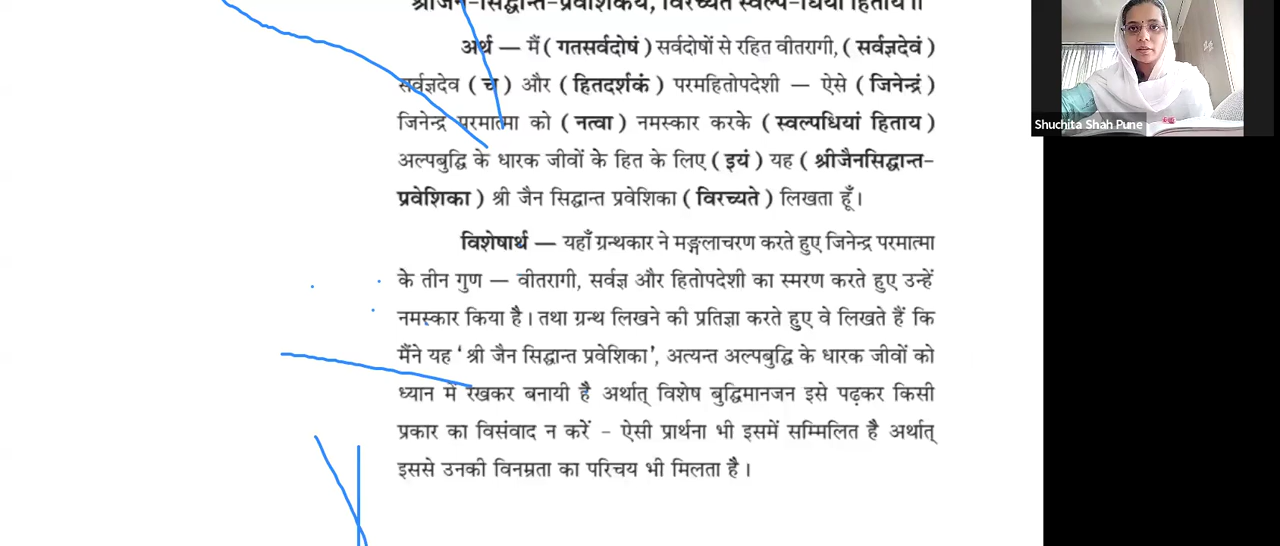 श्रीजैन-सिद्धान्त-प्रवेशिकेयं, विरच्यते स्वल्प-धियां हिताय॥
अर्थ — मैं ( गतसर्वदोषं ) सर्वदोषों से रहित वीतरागी, ( सर्वज्ञदेवं )
सर्वज्ञदेव ( च ) और ( हितदर्शकं ) परमहितोपदेशी — ऐसे ( जिनेन्द्रं )
जिनेन्द्र परमात्मा को ( नत्वा ) नमस्कार करके ( स्वल्पधियां हिताय )
अल्पबुद्धि के धारक जीवों के हित के लिए ( इयं ) यह ( श्रीजैनसिद्धान्त-
प्रवेशिका ) श्री जैन सिद्धान्त प्रवेशिका ( विरच्यते ) लिखता हूँ।
विशेषार्थ — यहाँ ग्रन्थकार ने मङ्गलाचरण करते हुए जिनेन्द्र परमात्मा
के तीन गुण — वीतरागी, सर्वज्ञ और हितोपदेशी का स्मरण करते हुए उन्हें
नमस्कार किया है। तथा ग्रन्थ लिखने की प्रतिज्ञा करते हुए वे लिखते हैं कि
मैंने यह ‘श्री जैन सिद्धान्त प्रवेशिका’, अत्यन्त अल्पबुद्धि के धारक जीवों को
ध्यान में रखकर बनायी है अर्थात् विशेष बुद्धिमानजन इसे पढ़कर किसी
प्रकार का विसंवाद न करें - ऐसी प्रार्थना भी इसमें सम्मिलित है अर्थात्
इससे उनकी विनम्रता का परिचय भी मिलता है।
Shuchita Shah Pune